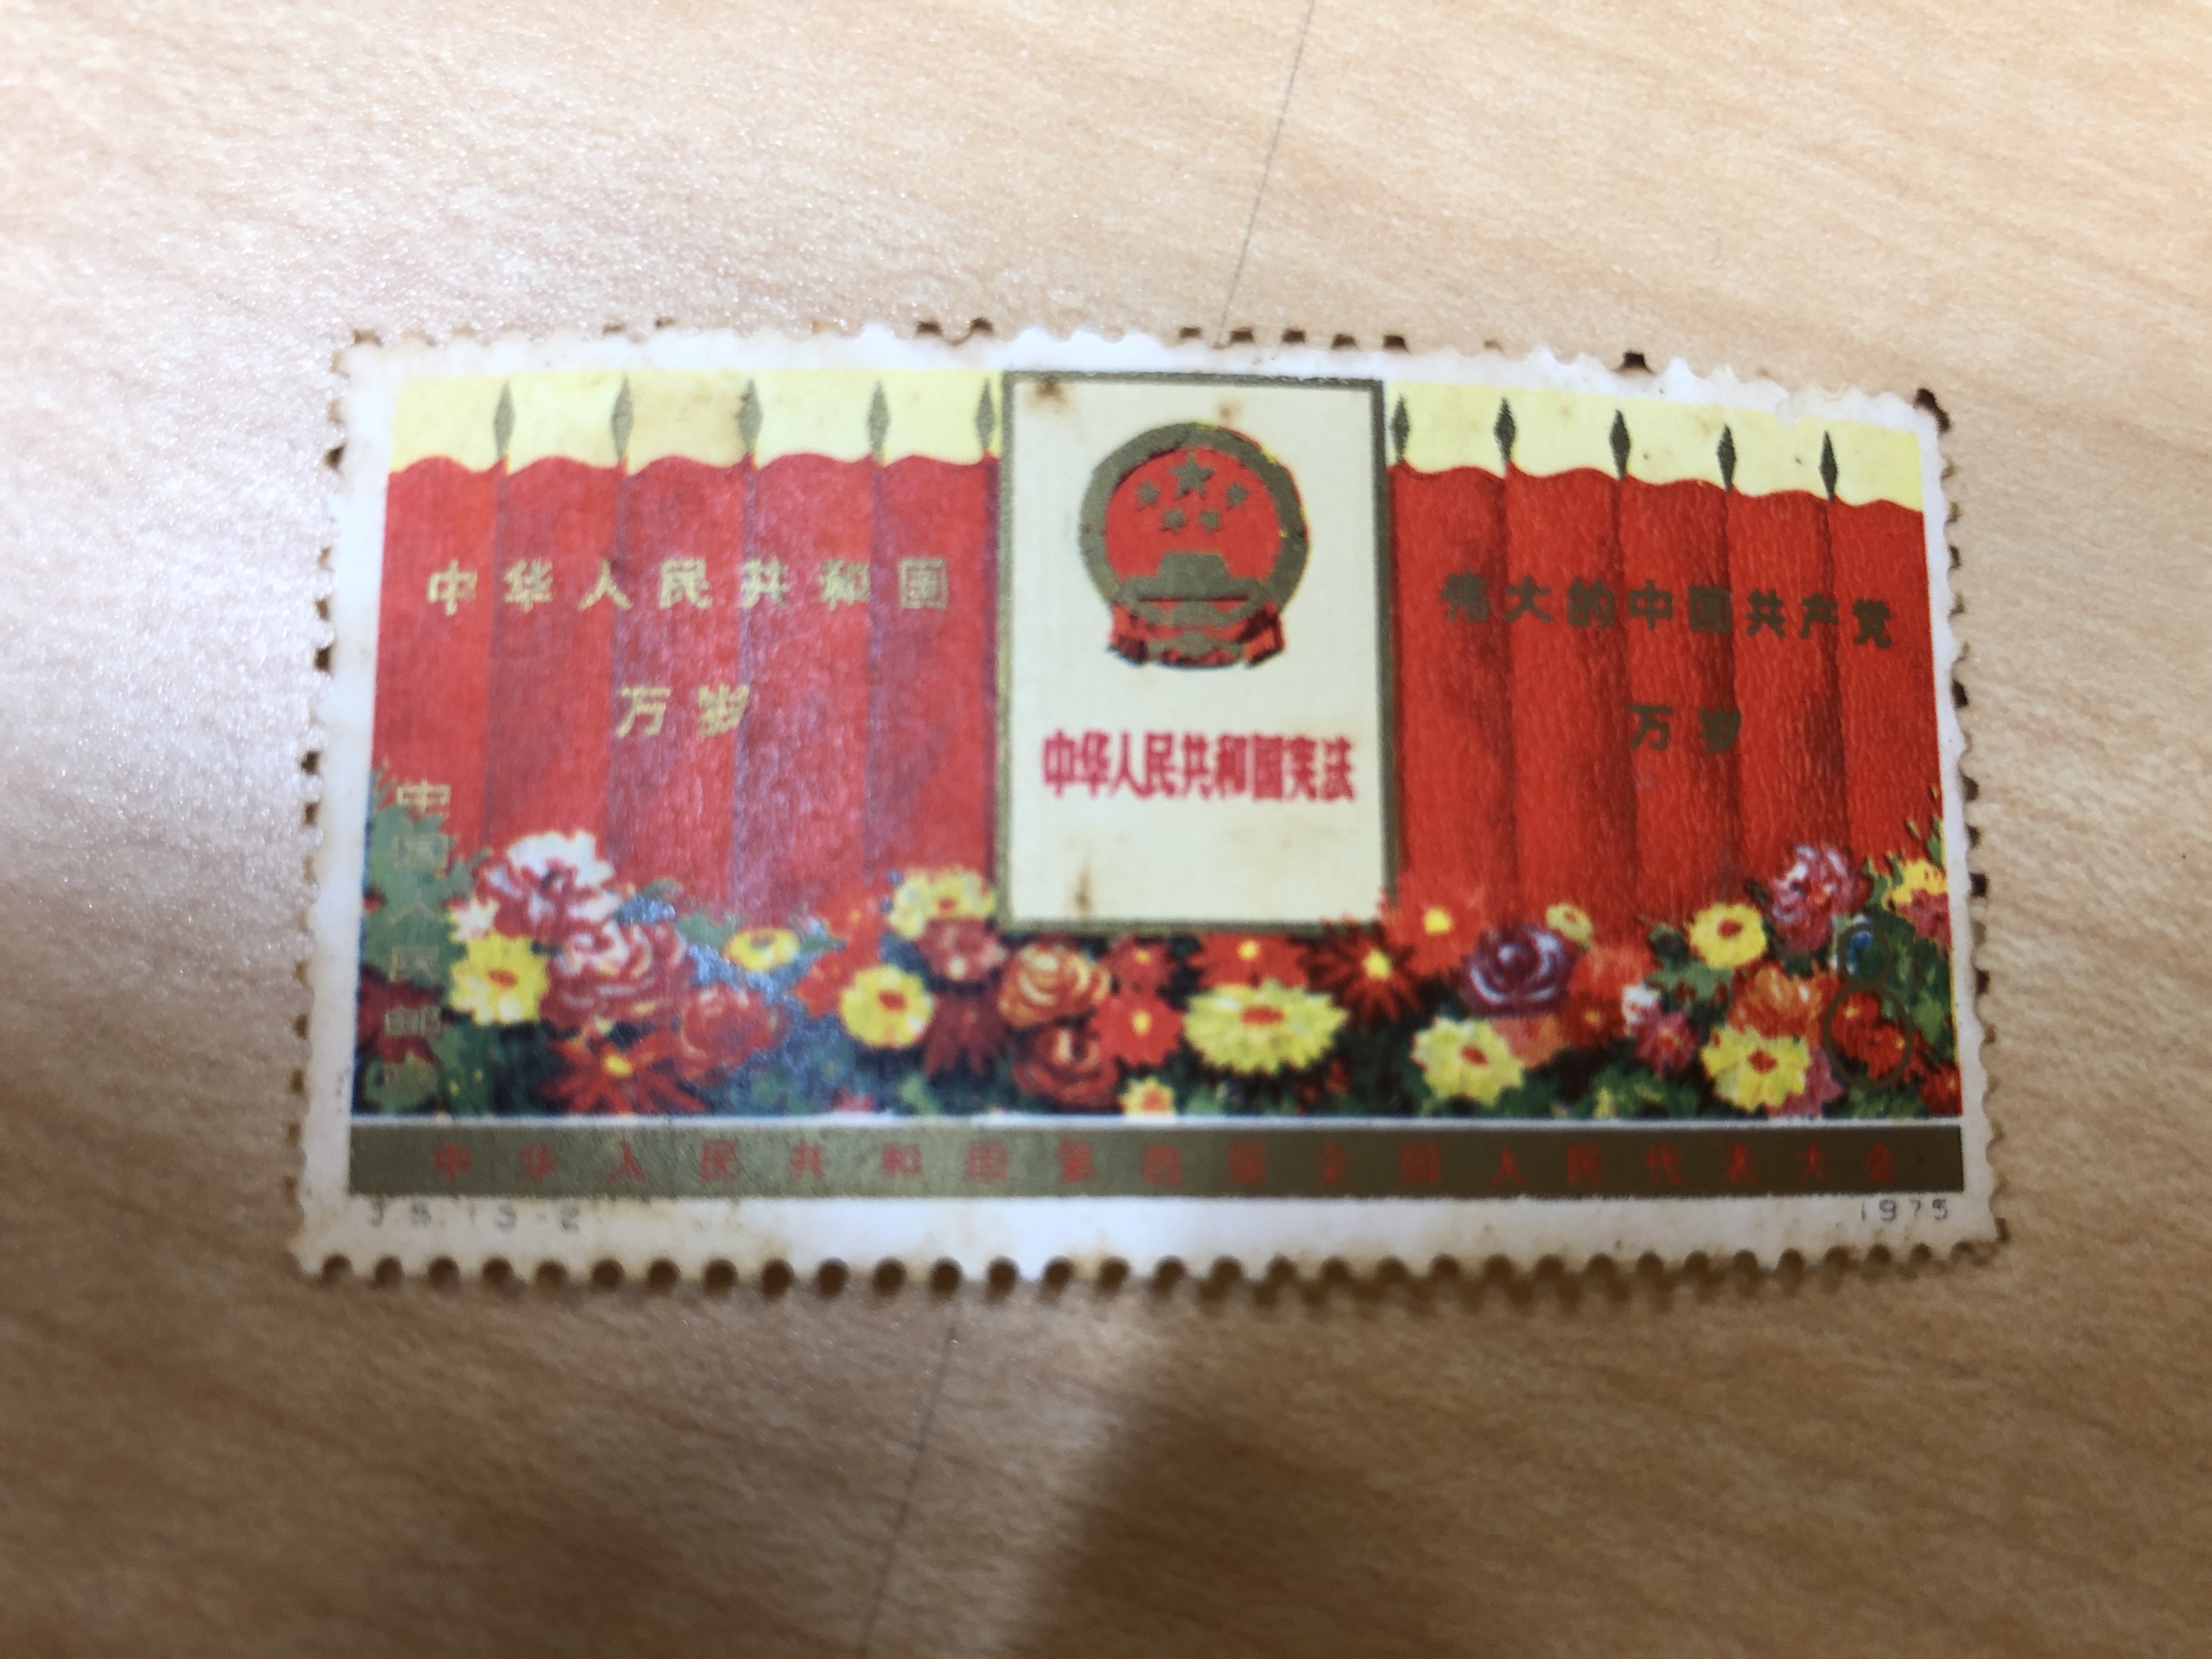 中华人民共和国
万岁
中华人民共和国宪法
伟大的中国共产党
万岁
中国人民邮政
8
中华人民共和国第四届全国人民代表大会
J5.(3-2)
1975